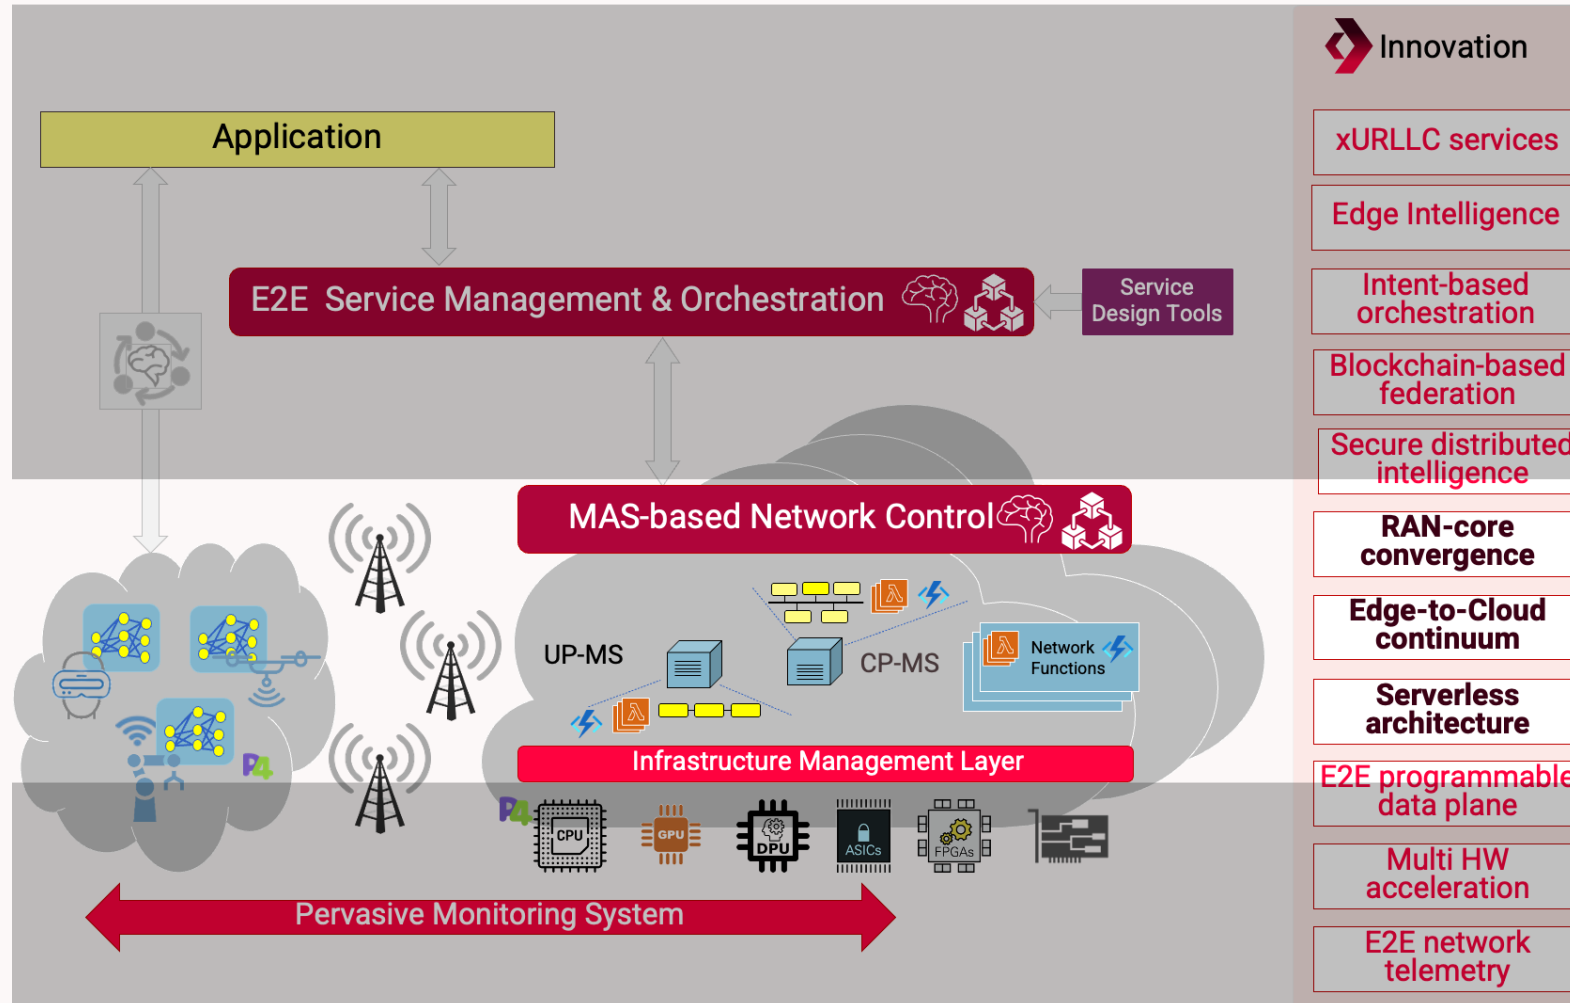 Innovation
Application
xURLLC services
Edge Intelligence
E2E Service Management & Orchestration
Service
Design Tools
Intent-based
orchestration
Blockchain-based
federation
Secure distributed
intelligence
MAS-based Network Control
RAN-core
convergence
λ
UP-MS
CP-MS
λ
Network
Functions
Edge-to-Cloud
continuum
λ
Serverless
architecture
P4
Infrastructure Management Layer
E2E programmable
data plane
P4
CPU
GPU
DPU
ASICs
FPGAs
Multi HW
acceleration
Pervasive Monitoring System
E2E network
telemetry